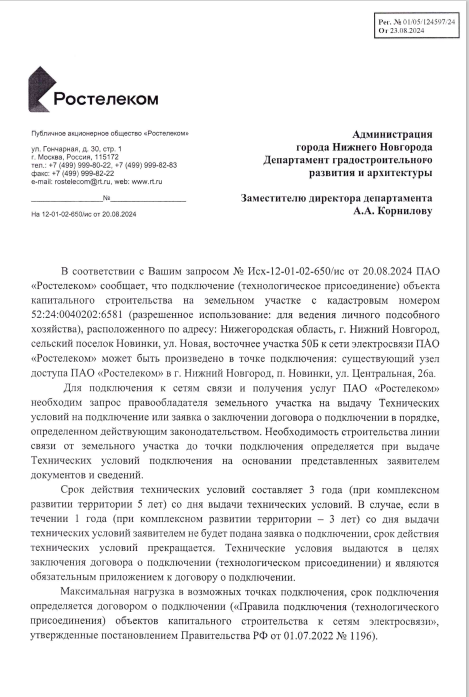 Рег. № 01/05/124597/24
От 23.08.2024
Ростелеком
Публичное акционерное общество «Ростелеком»
ул. Гончарная, д. 30, стр. 1
г. Москва, Россия, 115172
тел.: +7 (499) 999-80-22, +7 (499) 999-82-83
факс: +7 (499) 999-82-22
e-mail: rostelecom@rt.ru, web: www.rt.ru
№
На 12-01-02-650/ис от 20.08.2024
Администрация
города Нижнего Новгорода
Департамент градостроительного
развития и архитектуры
Заместителю директора департамента
А.А. Корнилову
В соответствии с Вашим запросом № Исх-12-01-02-650/ис от 20.08.2024 ПАО
«Ростелеком» сообщает, что подключение (технологическое присоединение) объекта
капитального строительства на земельном участке с кадастровым номером
52:24:0040202:6581 (разрешенное использование: для ведения личного подсобного
хозяйства), расположенного по адресу: Нижегородская область, г. Нижний Новгород,
сельский поселок Новинки, ул. Новая, восточнее участка 50Б к сети электросвязи ПАО
«Ростелеком» может быть произведено в точке подключения: существующий узел
доступа ПАО «Ростелеком» в г. Нижний Новгород, п. Новинки, ул. Центральная, 26а.
Для подключения к сетям связи и получения услуг ПАО «Ростелеком»
необходим запрос правообладателя земельного участка на выдачу Технических
условий на подключение или заявка о заключении договора о подключении в порядке,
определенном действующим законодательством. Необходимость строительства линии
связи от земельного участка до точки подключения определяется при выдаче
Технических условий подключения на основании представленных заявителем
документов и сведений.
Срок действия технических условий составляет 3 года (при комплексном
развитии территории 5 лет) со дня выдачи технических условий. В случае, если в
течении 1 года (при комплексном развитии территории – 3 лет) со дня выдачи
технических условий заявителем не будет подана заявка о подключении, срок действия
технических условий прекращается. Технические условия выдаются в целях
заключения договора о подключении (технологическом присоединении) и являются
обязательным приложением к договору о подключении.
Максимальная нагрузка в возможных точках подключения, срок подключения
определяется договором о подключении («Правила подключения (технологического
присоединения) объектов капитального строительства к сетям электросвязи»,
утвержденные постановлением Правительства РФ от 01.07.2022 № 1196).